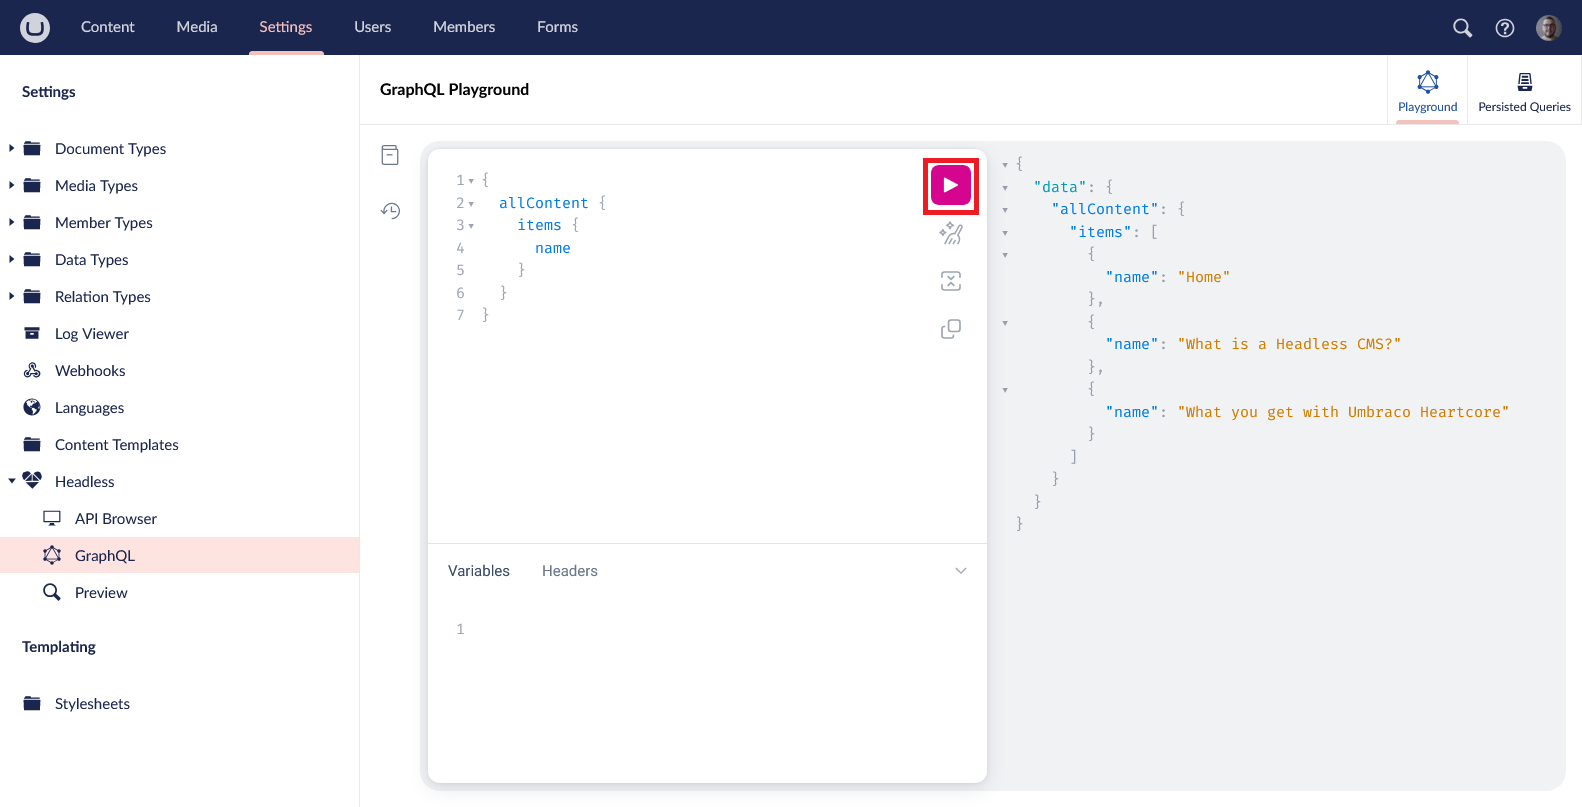 Content Media Settings Users Members Forms
Settings
Document Types
Media Types
Member Types
Data Types
Relation Types
Log Viewer
Webhooks
Languages
Content Templates
Headless
API Browser
GraphQL
Preview
Templating
Stylesheets
GraphQL Playground
Playground
Persisted Queries
1 {
2 allContent {
3 items {
4 name
5 }
6 }
7 }
Variables Headers
1
{
"data": {
"allContent": {
"items": [
{
"name": "Home"
},
{
"name": "What is a Headless CMS?"
},
{
"name": "What you get with Umbraco Heartcore"
}
]
}
}
}